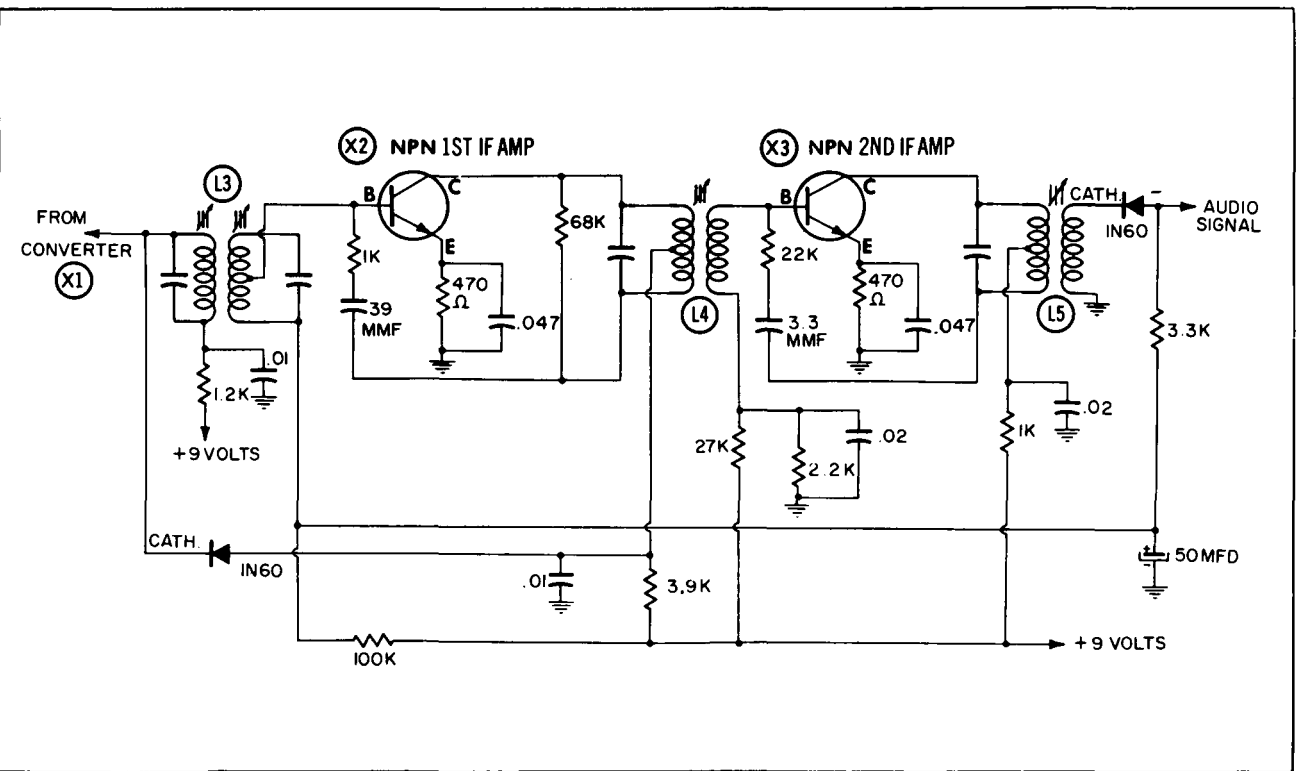 X2 NPN 1ST IF AMP
X3 NPN 2ND IF AMP
L3
B
C
E
B
C
E
FROM
CONVERTER
X1
68K
1K
39
MMF
470
Ω
.047
L4
22K
3.3
MMF
470
Ω
.047
CATH.
-
IN60
AUDIO
SIGNAL
L5
3.3K
.01
1.2K
+9 VOLTS
27K
2.2K
.02
1K
.02
CATH.
IN60
.01
3.9K
+
-
50MFD
100K
+9 VOLTS